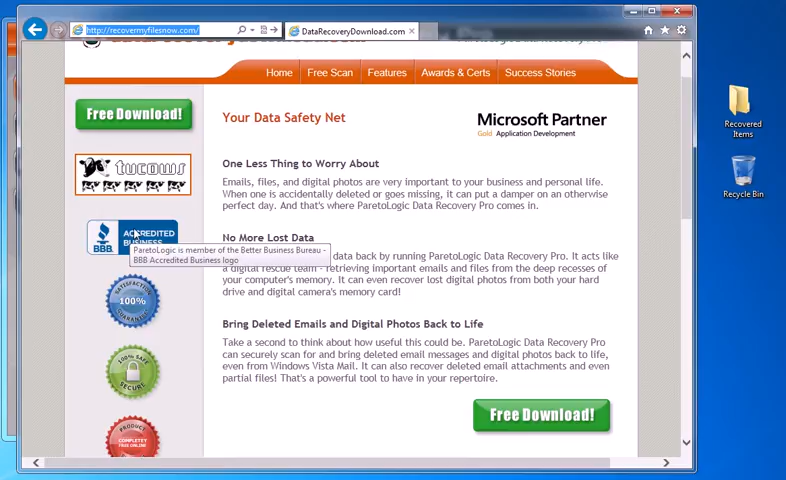 http://recovermyfilesnow.com/
DataRecoveryDownload.com
Home
Free Scan
Features
Awards & Certs
Success Stories
Free Download!
tucows
BBB
ACCREDITED
BUSINESS
ParetoLogic is member of the Better Business Bureau -
BBB Accredited Business logo
SATISFACTION
100%
GUARANTEE
100% SAFE
SECURE
PRODUCT
Your Data Safety Net
Microsoft Partner
Gold Application Development
One Less Thing to Worry About
Emails, files, and digital photos are very important to your business and personal life.
When one is accidentally deleted or goes missing, it can put a damper on an otherwise
perfect day. And that's where ParetoLogic Data Recovery Pro comes in.
No More Lost Data
data back by running ParetoLogic Data Recovery Pro. It acts like
a digital rescue team - retrieving important emails and files from the deep recesses of
your computer's memory. It can even recover lost digital photos from both your hard
drive and digital camera's memory card!
Bring Deleted Emails and Digital Photos Back to Life
Take a second to think about how useful this could be. ParetoLogic Data Recovery Pro
can securely scan for and bring deleted email messages and digital photos back to life,
even from Windows Vista Mail. It can also recover deleted email attachments and even
partial files! That's a powerful tool to have in your repertoire.
Free Download!
Recovered
Items
Recycle Bin